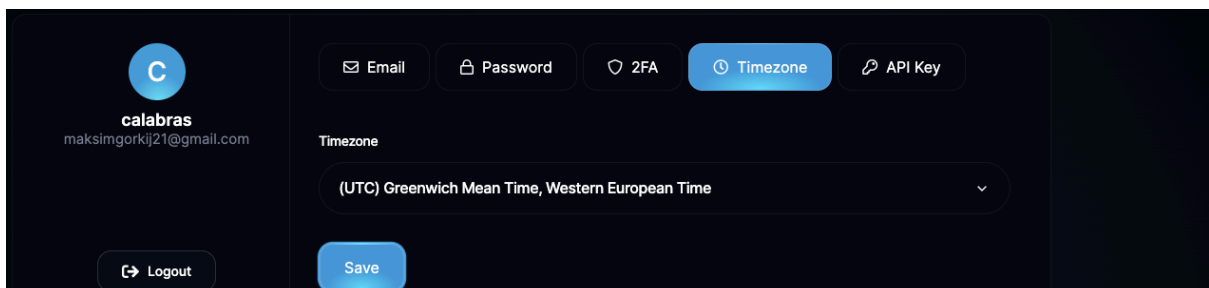 C
calabras
maksimgorkij21@gmail.com
Logout
Email
Password
2FA
Timezone
API Key
Timezone
(UTC) Greenwich Mean Time, Western European Time
Save